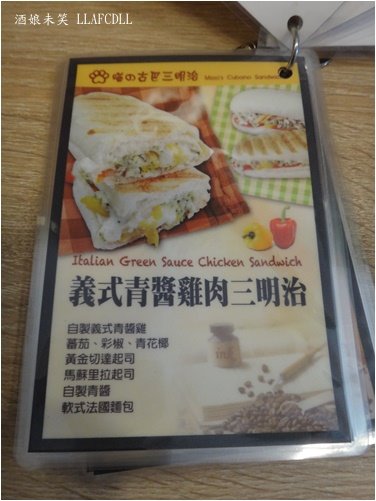 酒娘未笑 LLAFCDLL
喵の古巴三明治 Miao's Cubano Sandwich
Italian Green Sauce Chicken Sandwich
義式青醬雞肉三明治
自製義式青醬雞
蕃茄、彩椒、青花椰
黃金切達起司
馬蘇里拉起司
自製青醬
軟式法國麵包